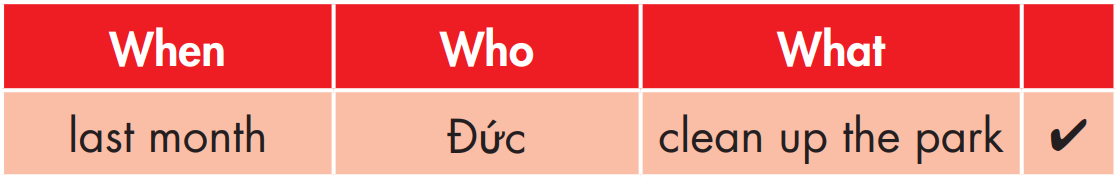 When Who What
last month Đức clean up the park ✔